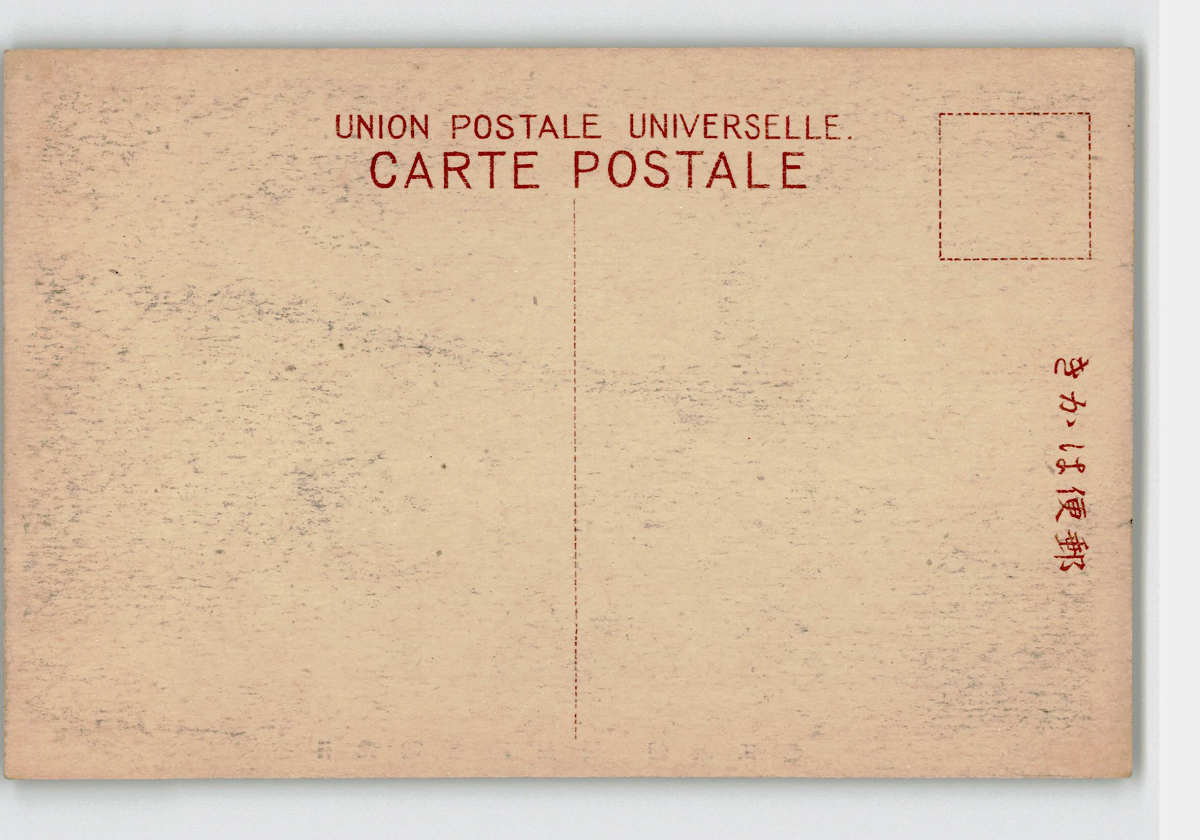 UNION POSTALE UNIVERSELLE.
CARTE POSTALE
郵便はがき